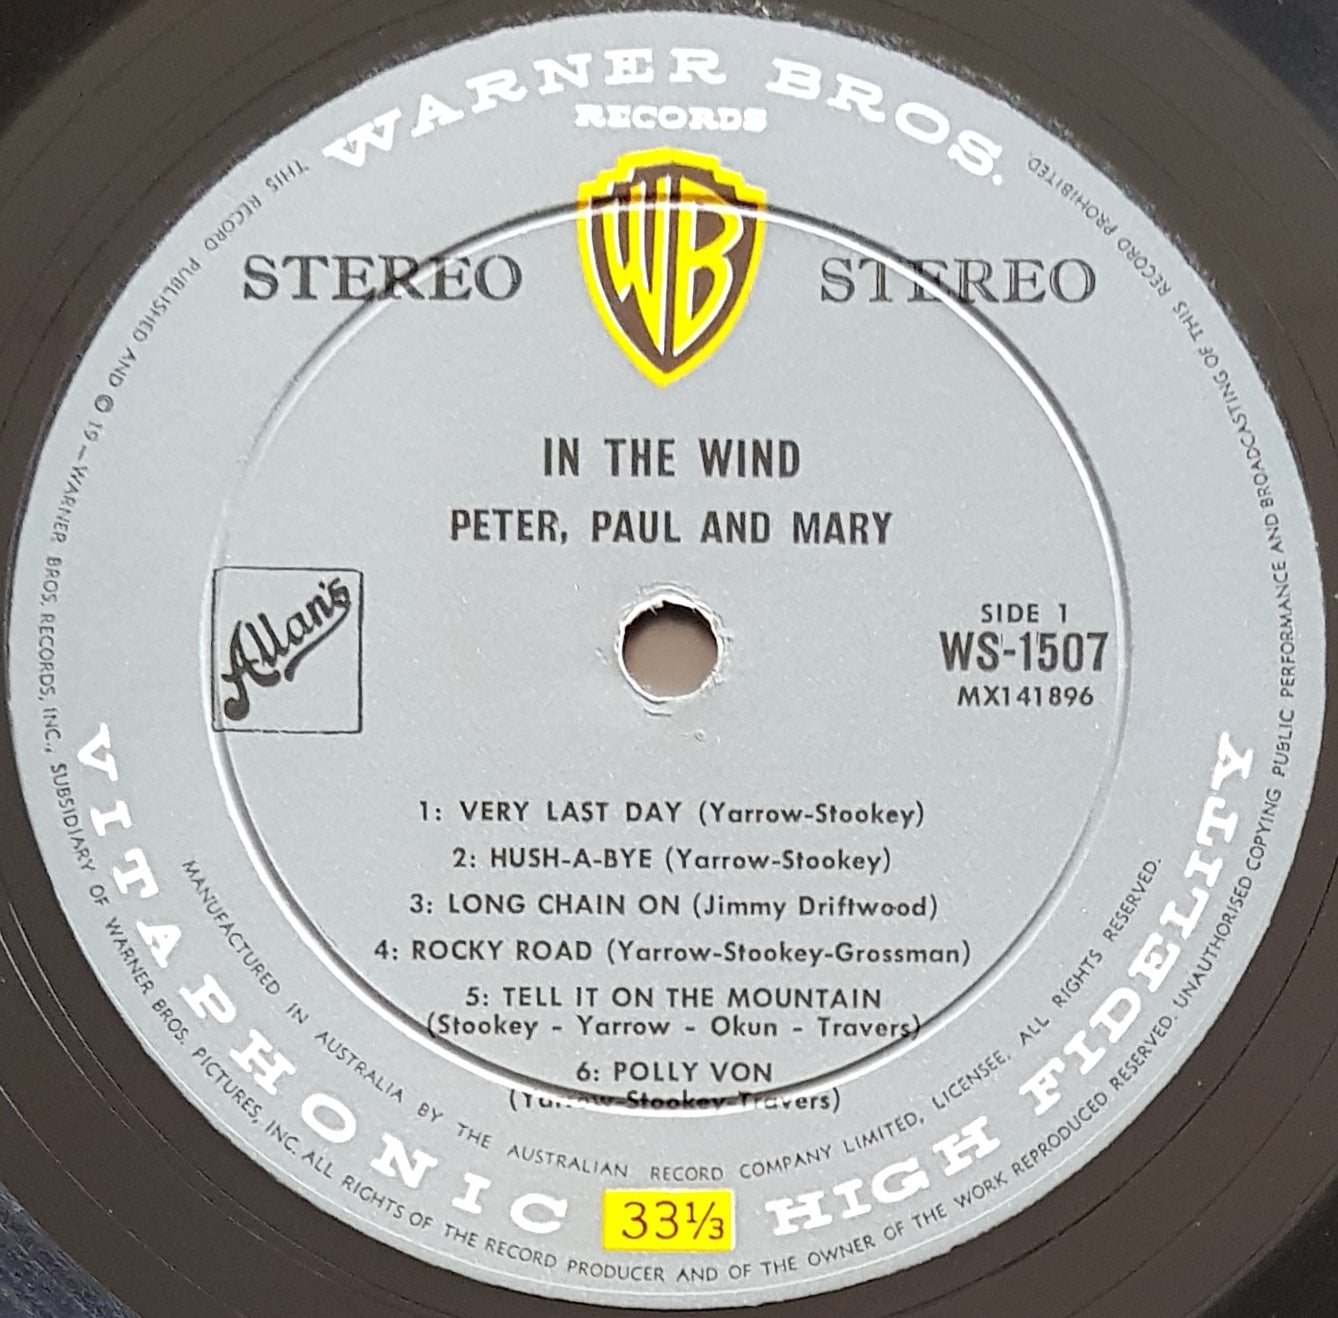 WARNER BROS.
RECORDS
WB
STEREO STEREO
IN THE WIND
PETER, PAUL AND MARY
Allan's
SIDE 1
WS-1507
MX141896
1: VERY LAST DAY (Yarrow-Stookey)
2: HUSH-A-BYE (Yarrow-Stookey)
3: LONG CHAIN ON (Jimmy Driftwood)
4: ROCKY ROAD (Yarrow-Stookey-Grossman)
5: TELL IT ON THE MOUNTAIN
(Stookey - Yarrow - Okun - Travers)
6: POLLY VON
(Yarrow-Stookey-Travers)
MANUFACTURED IN AUSTRALIA BY THE AUSTRALIAN RECORD COMPANY LIMITED, LICENSEE. ALL RIGHTS RESERVED.
VITAPHONIC HIGH FIDELITY
33⅓
THIS RECORD PUBLISHED AND © 19 — WARNER BROS. RECORDS, INC., SUBSIDIARY OF WARNER BROS. PICTURES, INC. ALL RIGHTS OF THE RECORD PRODUCER AND OF THE OWNER OF THE WORK REPRODUCED RESERVED. UNAUTHORISED COPYING PUBLIC PERFORMANCE AND BROADCASTING OF THIS RECORD PROHIBITED.